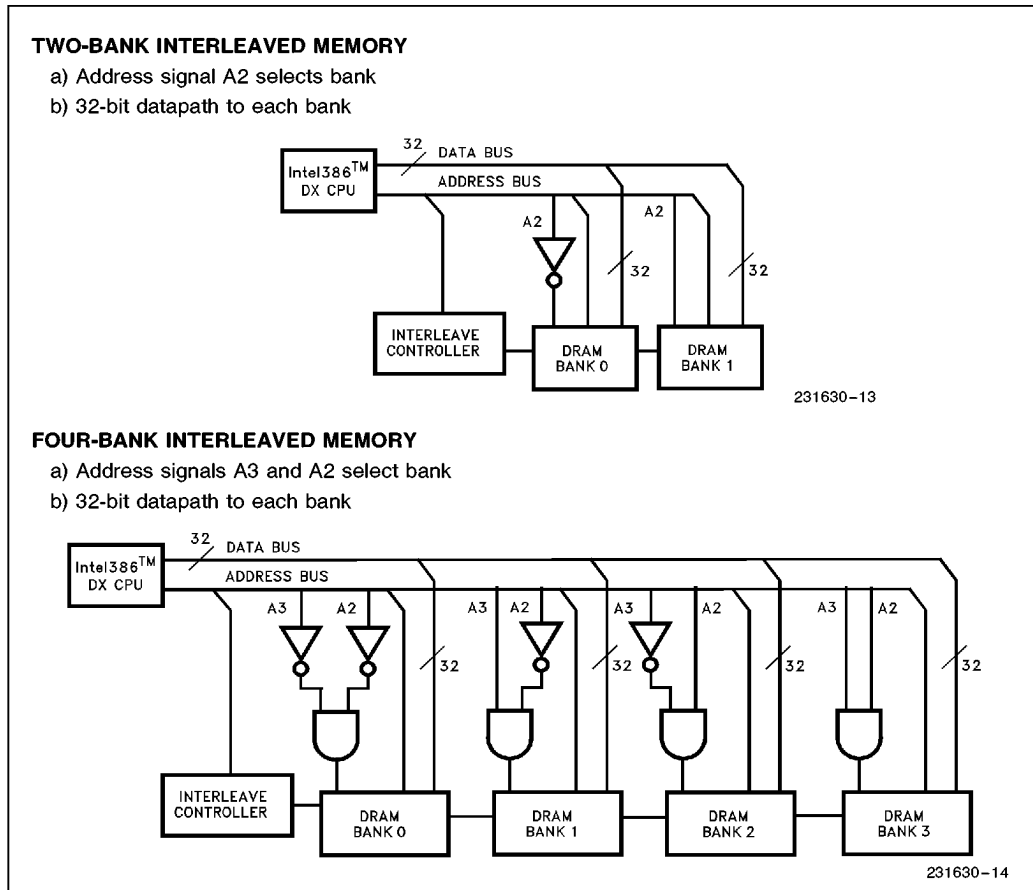 TWO-BANK INTERLEAVED MEMORY
a) Address signal A2 selects bank
b) 32-bit datapath to each bank
32
DATA BUS
Intel386™
DX CPU
ADDRESS BUS
A2
A2
32
32
INTERLEAVE
CONTROLLER
DRAM
BANK 0
DRAM
BANK 1
231630-13
FOUR-BANK INTERLEAVED MEMORY
a) Address signals A3 and A2 select bank
b) 32-bit datapath to each bank
32
DATA BUS
Intel386™
DX CPU
ADDRESS BUS
A3
A2
A3
A2
A3
A2
A3
A2
32
32
32
32
INTERLEAVE
CONTROLLER
DRAM
BANK 0
DRAM
BANK 1
DRAM
BANK 2
DRAM
BANK 3
231630-14